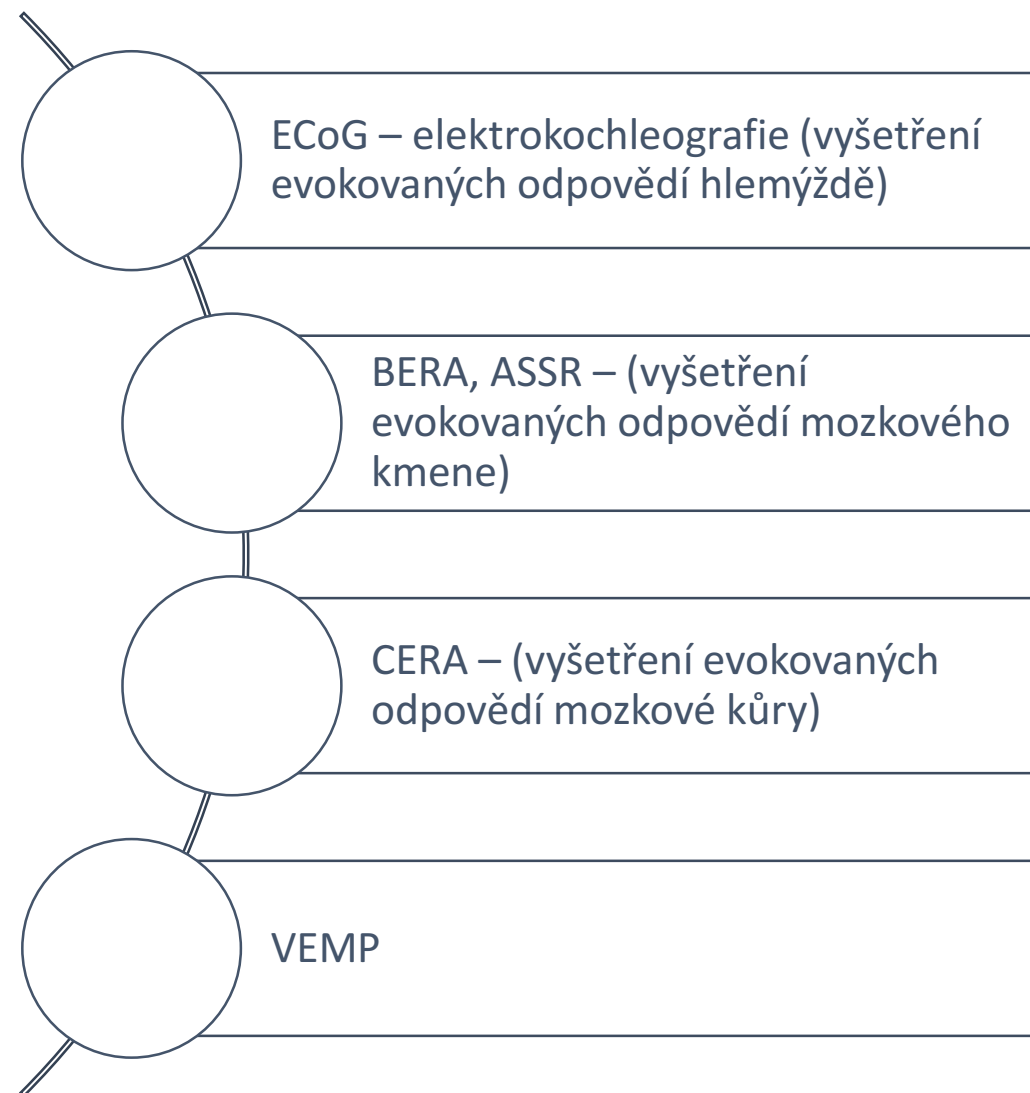 ECoG – elektrokochleografie (vyšetření
evokovaných odpovědí hlemýždě)
BERA, ASSR – (vyšetření
evokovaných odpovědí mozkového
kmene)
CERA – (vyšetření evokovaných
odpovědí mozkové kůry)
VEMP